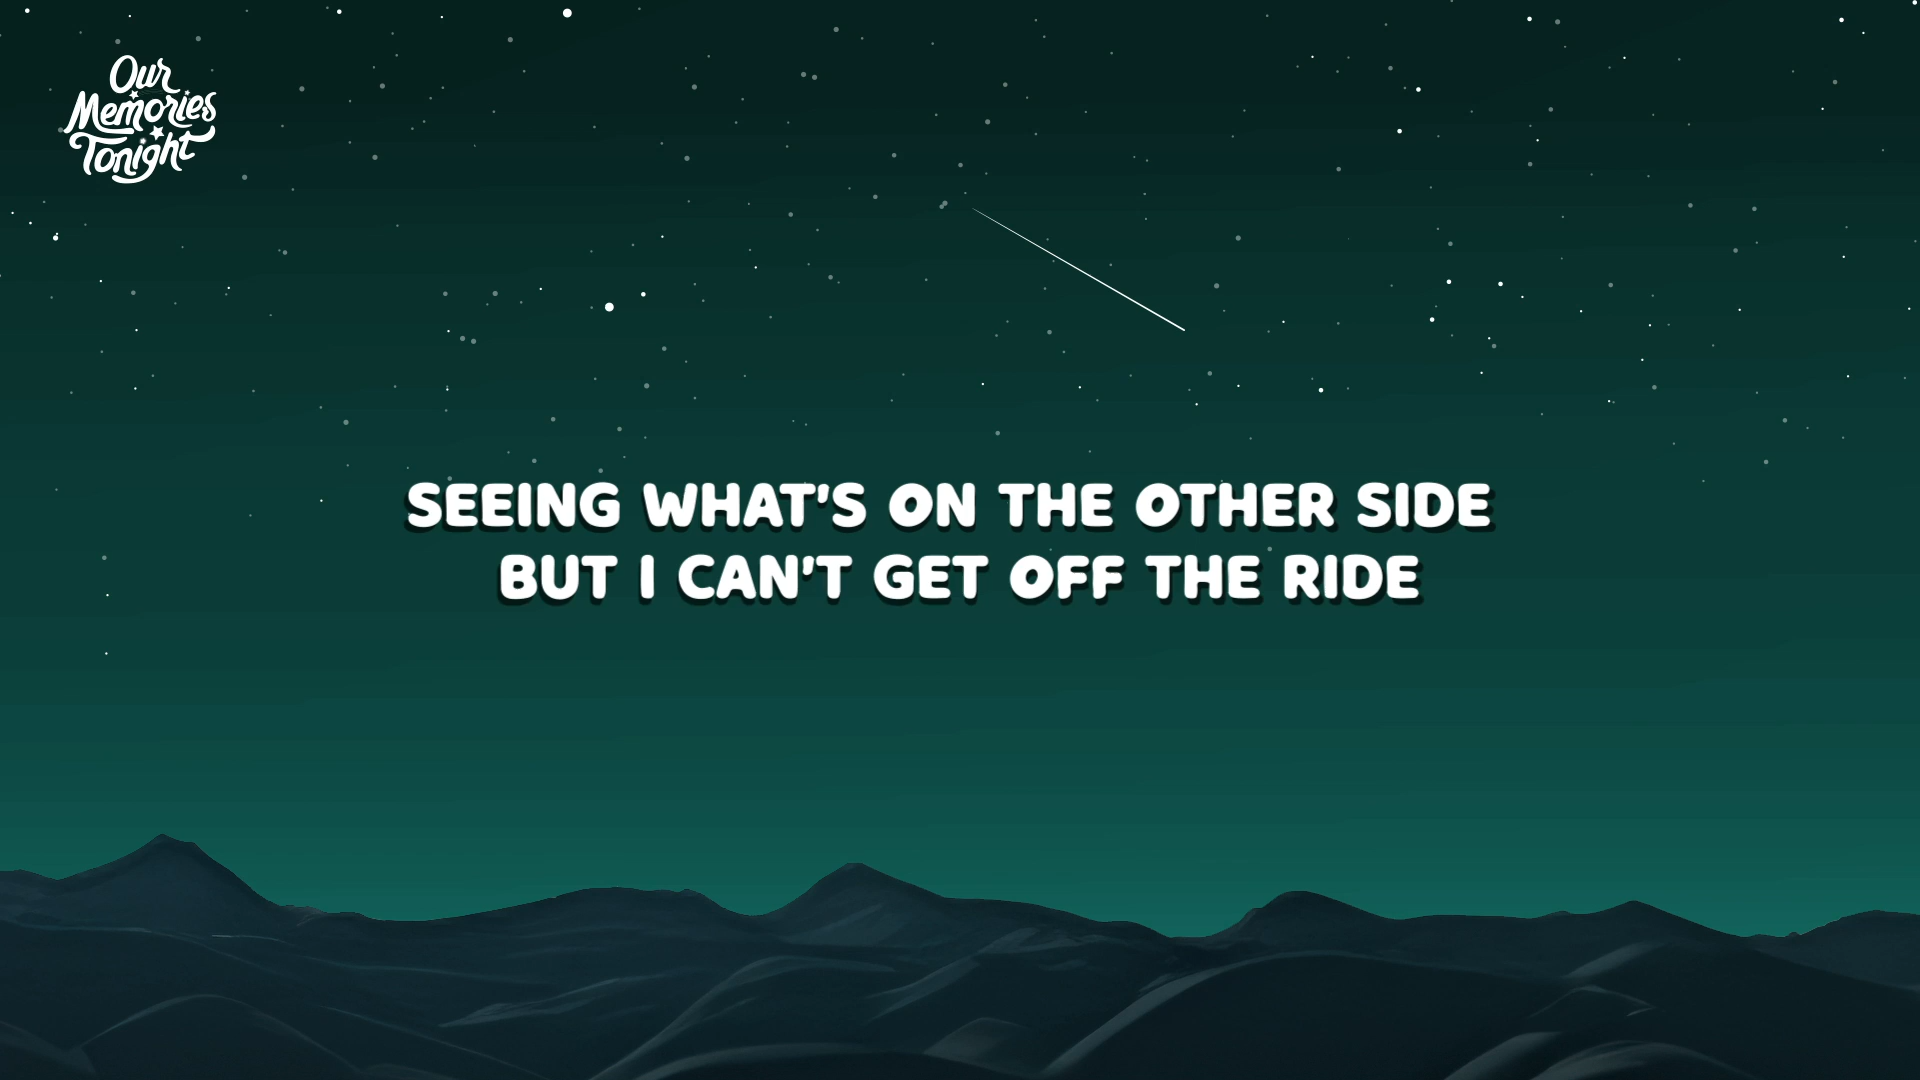 Our
Memories
Tonight
SEEING WHAT'S ON THE OTHER SIDE
BUT I CAN'T GET OFF THE RIDE